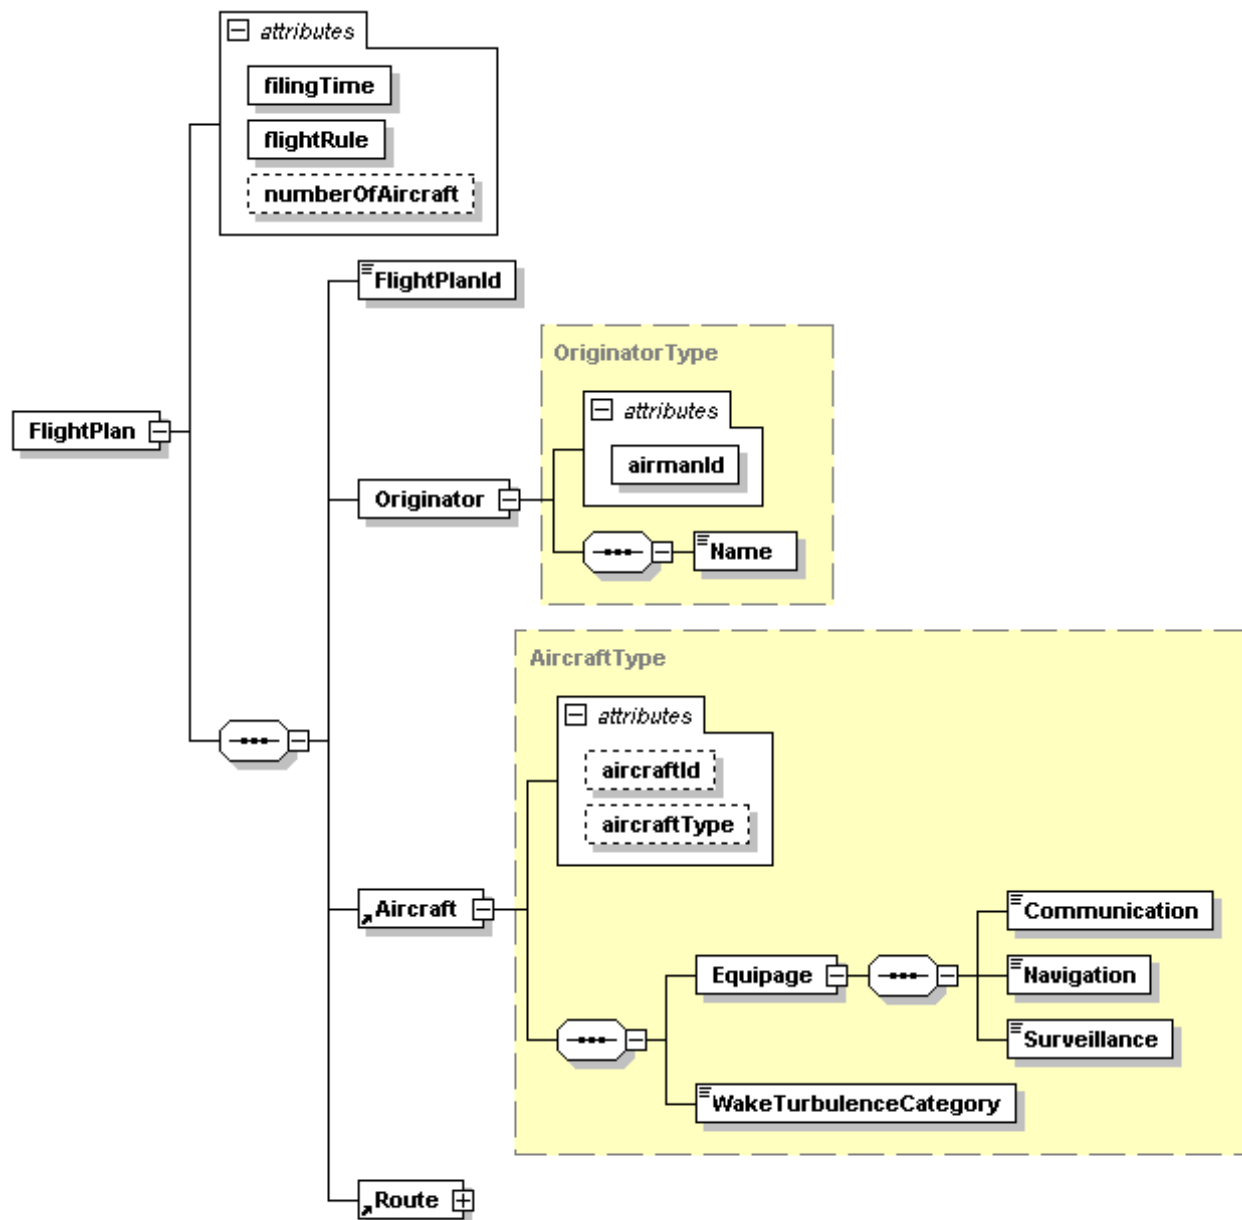 attributes
filingTime
flightRule
numberOfAircraft
FlightPlanId
OriginatorType
attributes
FlightPlan
airmanId
Originator
Name
AircraftType
attributes
aircraftId
aircraftType
Aircraft
Communication
Equipage
Navigation
Surveillance
WakeTurbulenceCategory
Route